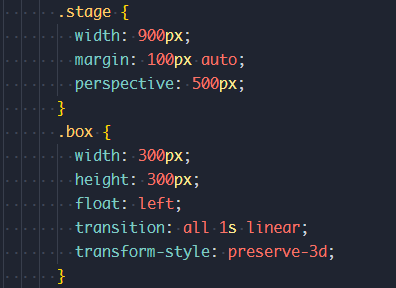 .stage {
width: 900px;
margin: 100px auto;
perspective: 500px;
}
.box {
width: 300px;
height: 300px;
float: left;
transition: all 1s linear;
transform-style: preserve-3d;
}